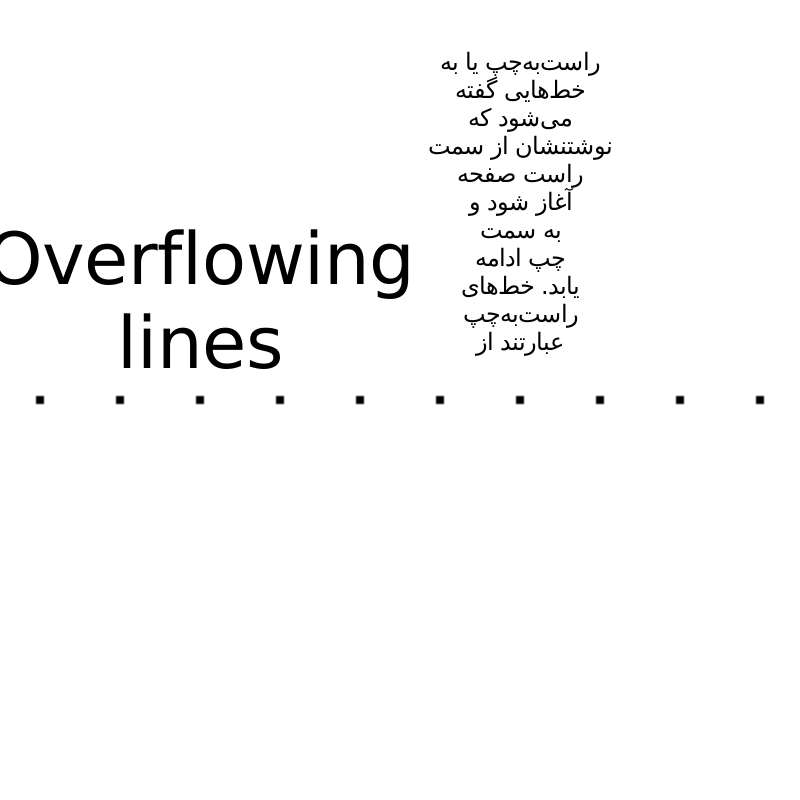 Overflowing
lines
راست‌به‌چپ یا به
خط‌هایی گفته
می‌شود که
نوشتنشان از سمت
راست صفحه
آغاز شود و
به سمت
چپ ادامه
یابد. خط‌های
راست‌به‌چپ
عبارتند از